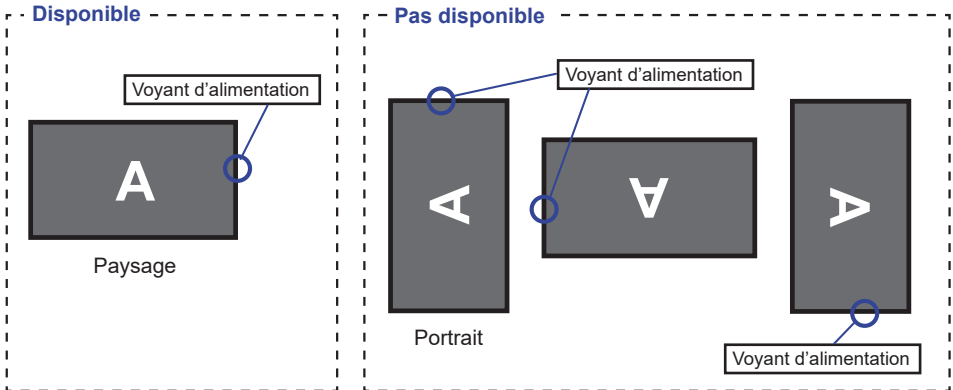 Disponible
Voyant d'alimentation
A
Paysage
Pas disponible
Voyant d'alimentation
A
A
A
Portrait
Voyant d'alimentation